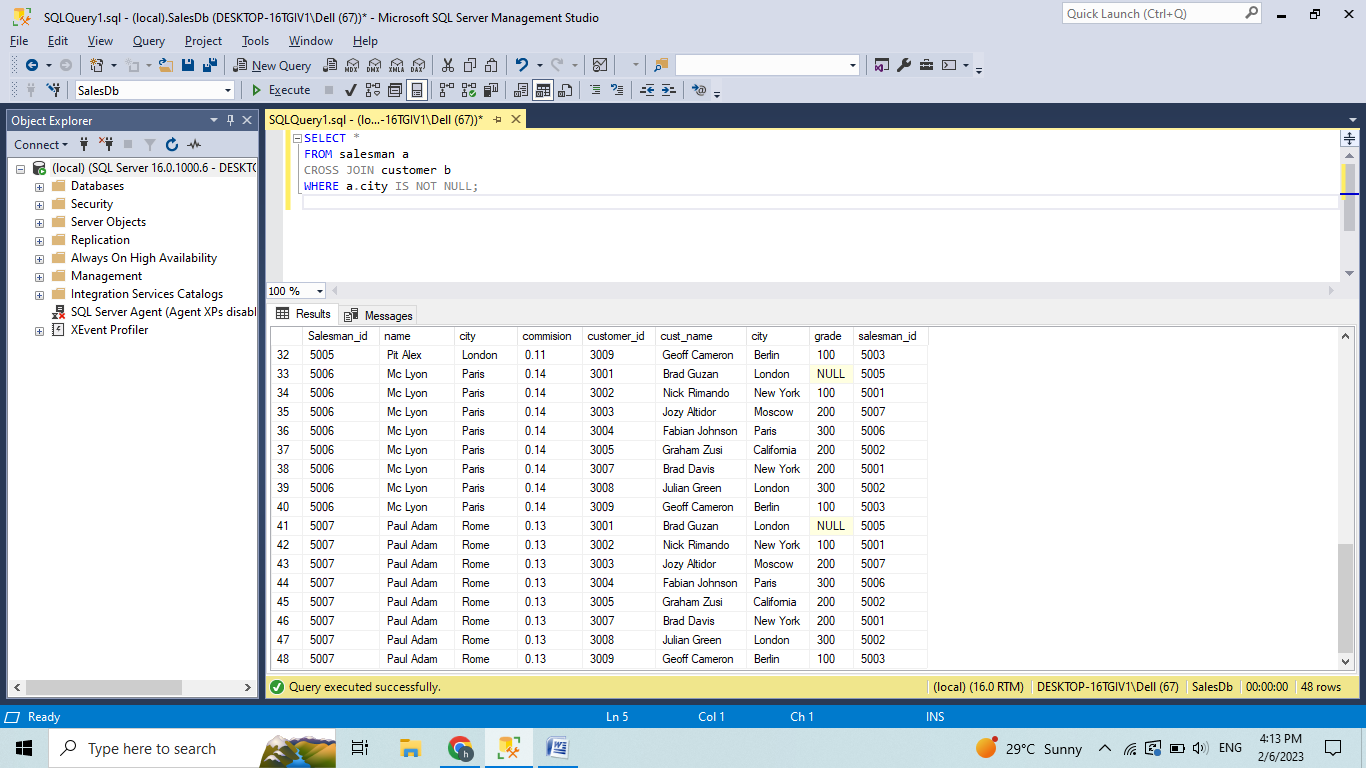 SQLQuery1.sql - (local).SalesDb (DESKTOP-16TGIV1\Dell (67))* - Microsoft SQL Server Management Studio
Quick Launch (Ctrl+Q)
File Edit View Query Project Tools Window Help
New Query MDX DMX XMLA DAX
SalesDb Execute
Object Explorer
SQLQuery1.sql - (lo...-16TGIV1\Dell (67))*
Connect
(local) (SQL Server 16.0.1000.6 - DESKT
Databases
Security
Server Objects
Replication
Always On High Availability
Management
Integration Services Catalogs
SQL Server Agent (Agent XPs disabl
XEvent Profiler
SELECT *
FROM salesman a
CROSS JOIN customer b
WHERE a.city IS NOT NULL;
100 %
Results Messages
Salesman_id name city commision customer_id cust_name city grade salesman_id
32 5005 Pit Alex London 0.11 3009 Geoff Cameron Berlin 100 5003
33 5006 Mc Lyon Paris 0.14 3001 Brad Guzan London NULL 5005
34 5006 Mc Lyon Paris 0.14 3002 Nick Rimando New York 100 5001
35 5006 Mc Lyon Paris 0.14 3003 Jozy Altidor Moscow 200 5007
36 5006 Mc Lyon Paris 0.14 3004 Fabian Johnson Paris 300 5006
37 5006 Mc Lyon Paris 0.14 3005 Graham Zusi California 200 5002
38 5006 Mc Lyon Paris 0.14 3007 Brad Davis New York 200 5001
39 5006 Mc Lyon Paris 0.14 3008 Julian Green London 300 5002
40 5006 Mc Lyon Paris 0.14 3009 Geoff Cameron Berlin 100 5003
41 5007 Paul Adam Rome 0.13 3001 Brad Guzan London NULL 5005
42 5007 Paul Adam Rome 0.13 3002 Nick Rimando New York 100 5001
43 5007 Paul Adam Rome 0.13 3003 Jozy Altidor Moscow 200 5007
44 5007 Paul Adam Rome 0.13 3004 Fabian Johnson Paris 300 5006
45 5007 Paul Adam Rome 0.13 3005 Graham Zusi California 200 5002
46 5007 Paul Adam Rome 0.13 3007 Brad Davis New York 200 5001
47 5007 Paul Adam Rome 0.13 3008 Julian Green London 300 5002
48 5007 Paul Adam Rome 0.13 3009 Geoff Cameron Berlin 100 5003
Query executed successfully. (local) (16.0 RTM) DESKTOP-16TGIV1\Dell (67) SalesDb 00:00:00 48 rows
Ready Ln 5 Col 1 Ch 1 INS
Type here to search
29°C Sunny
ENG
4:13 PM
2/6/2023